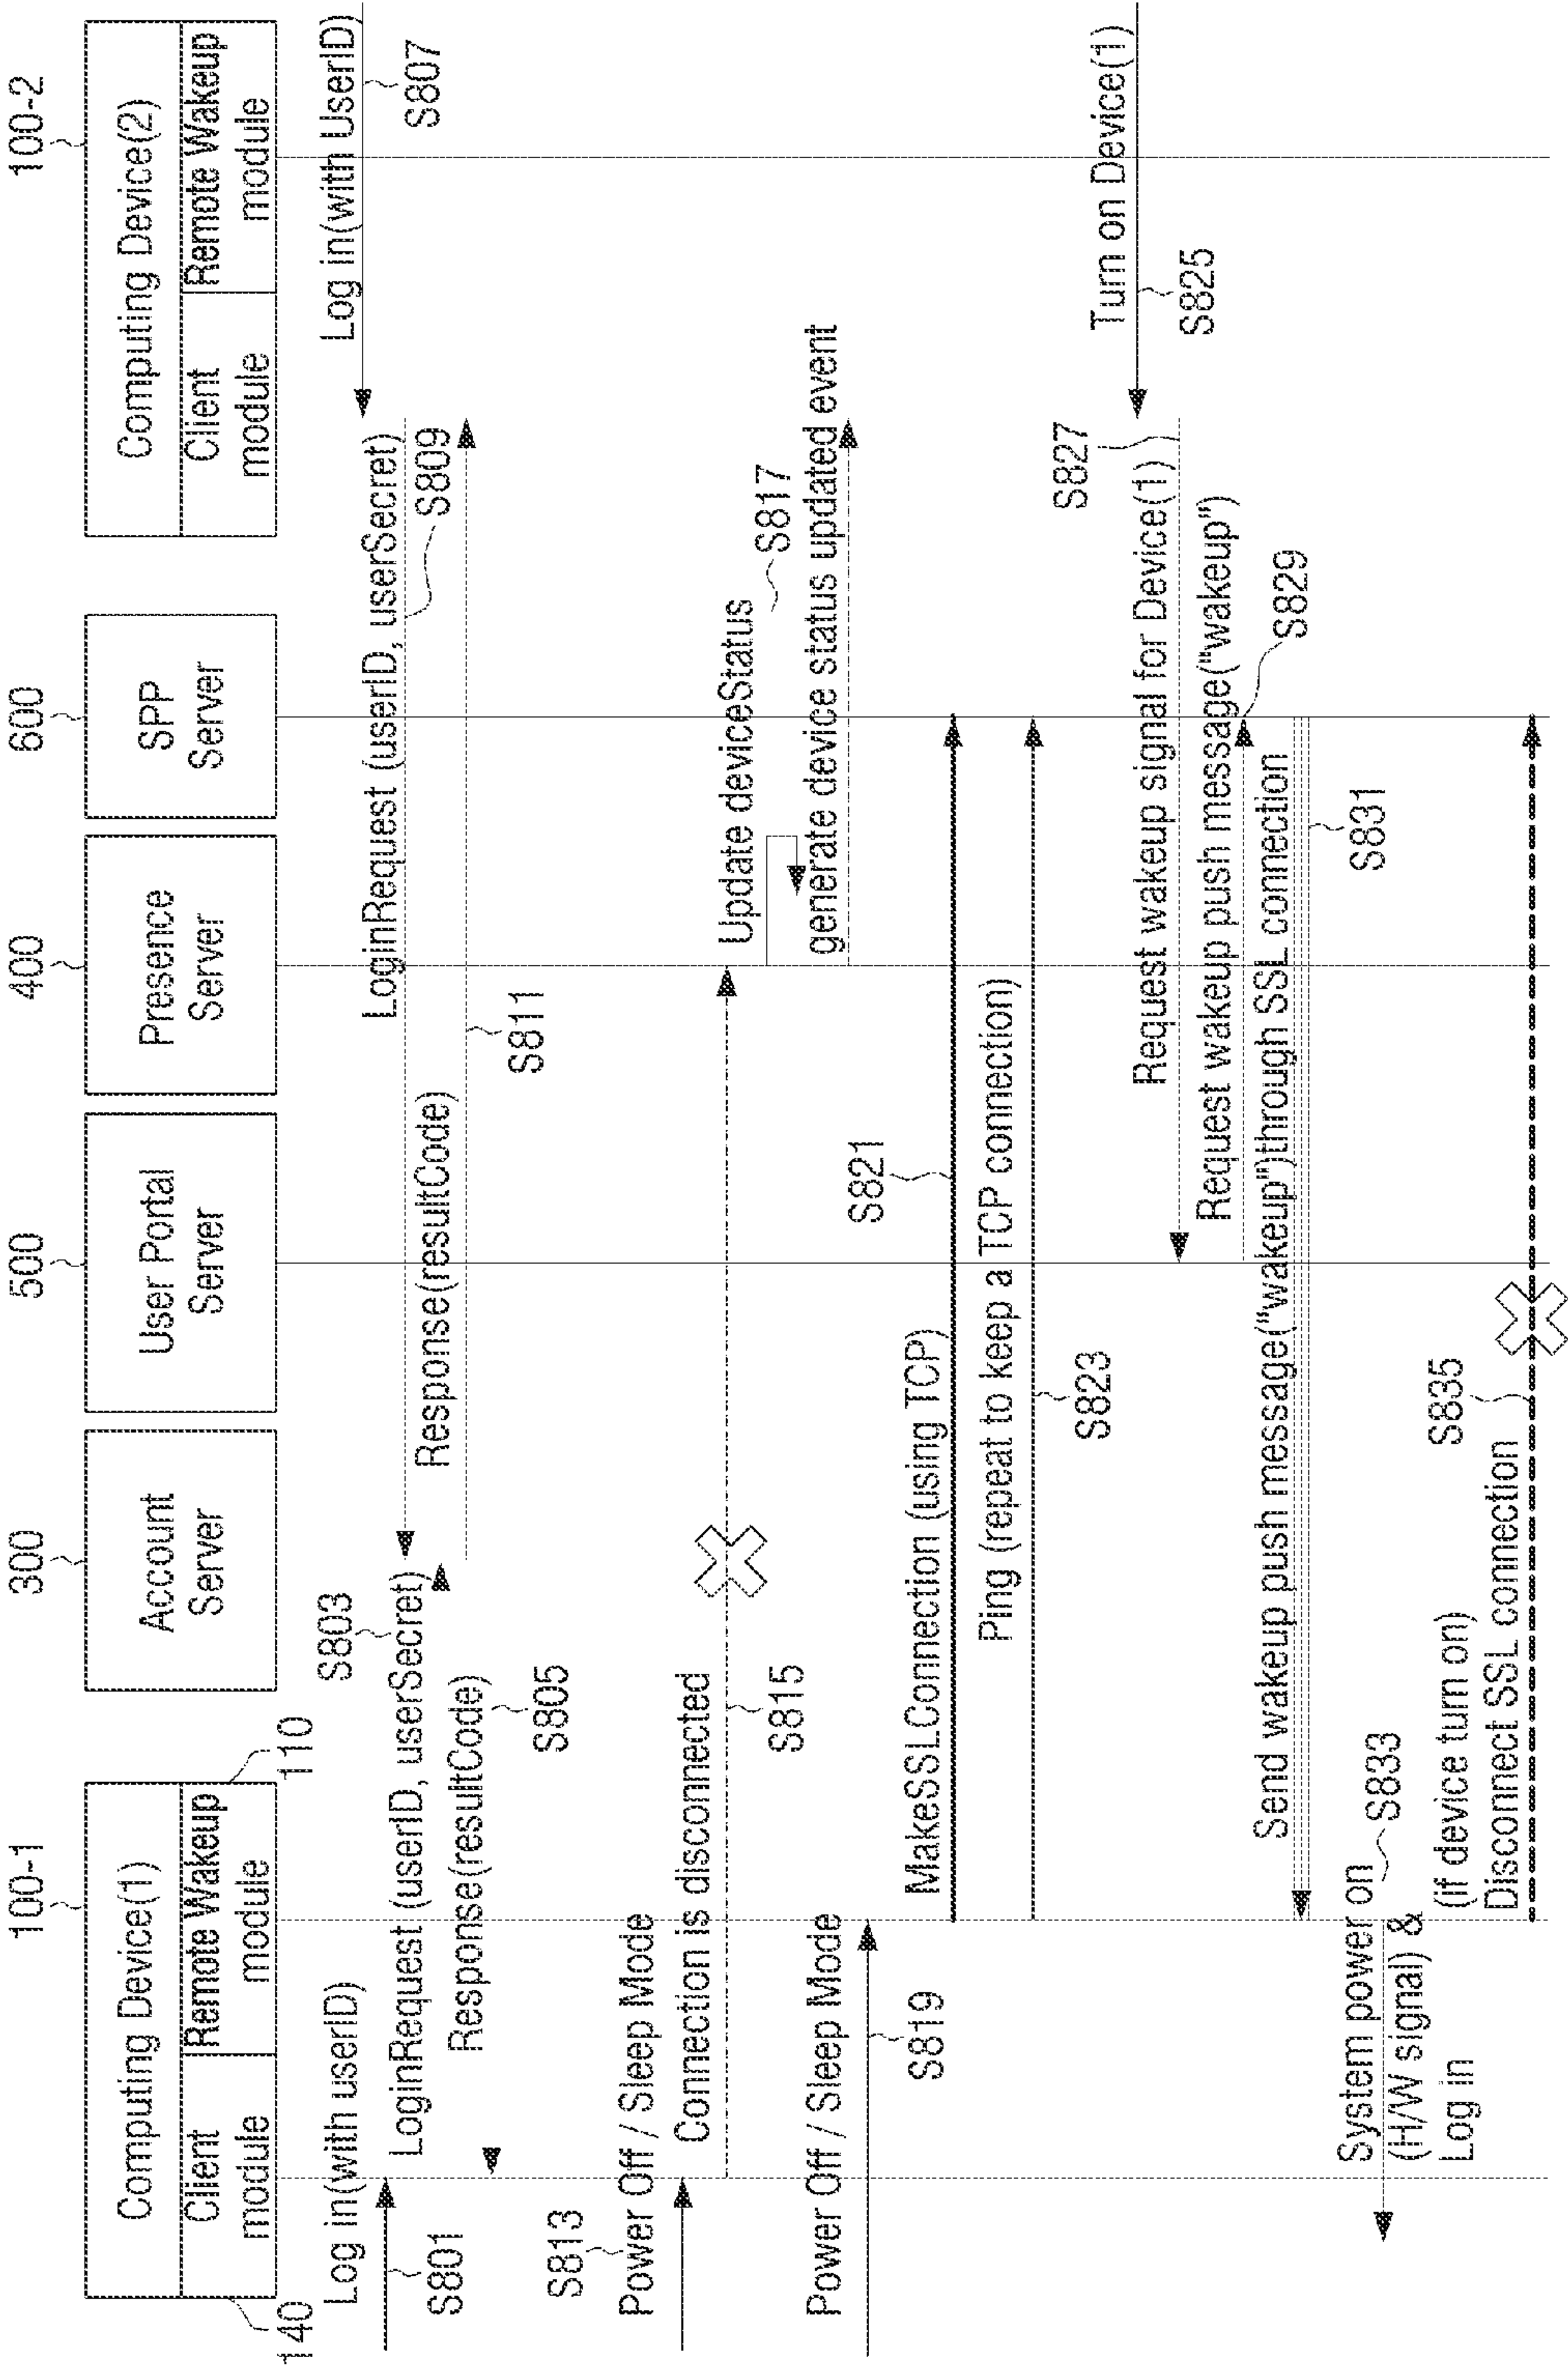 100-1
300
500
400
600
100-2
Computing Device(1)
Client
module
Remote Wakeup
module
140
110
Account
Server
User Portal
Server
Presence
Server
SPP
Server
Computing Device(2)
Client
module
Remote Wakeup
module
Log in(with userID)
S801
S803
LoginRequest (userID, userSecret)
Response(resultCode)
S805
Log in(with UserID)
S807
LoginRequest (userID, userSecret)
S809
Response(resultCode)
S811
S813
Power Off / Sleep Mode
Connection is disconnected
S815
Update deviceStatus
S817
generate device status updated event
Power Off / Sleep Mode
S819
S821
MakeSSLConnection (using TCP)
Ping (repeat to keep a TCP connection)
S823
Turn on Device(1)
S825
S827
Request wakeup signal for Device(1)
Request wakeup push message("wakeup")
S829
Send wakeup push message("wakeup")through SSL connection
S831
System power on
(H/W signal) &
Log in
S833
(if device turn on)
Disconnect SSL connection
S835